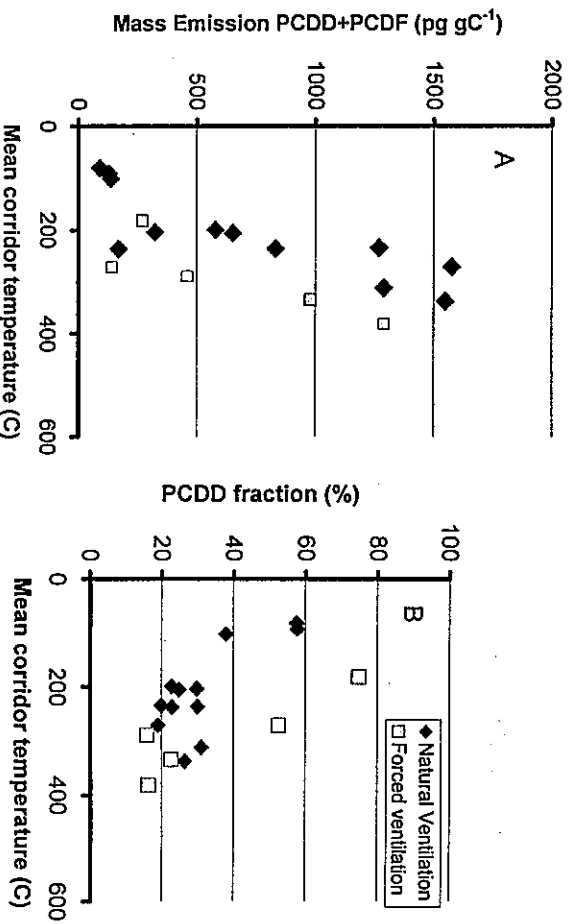 Mass Emission PCDD+PCDF (pg gC⁻¹)
2000
1500
1000
500
0
A
0
200
400
600
Mean corridor temperature (C)
PCDD fraction (%)
100
80
60
40
20
0
B
Natural Ventilation
Forced ventilation
0
200
400
600
Mean corridor temperature (C)